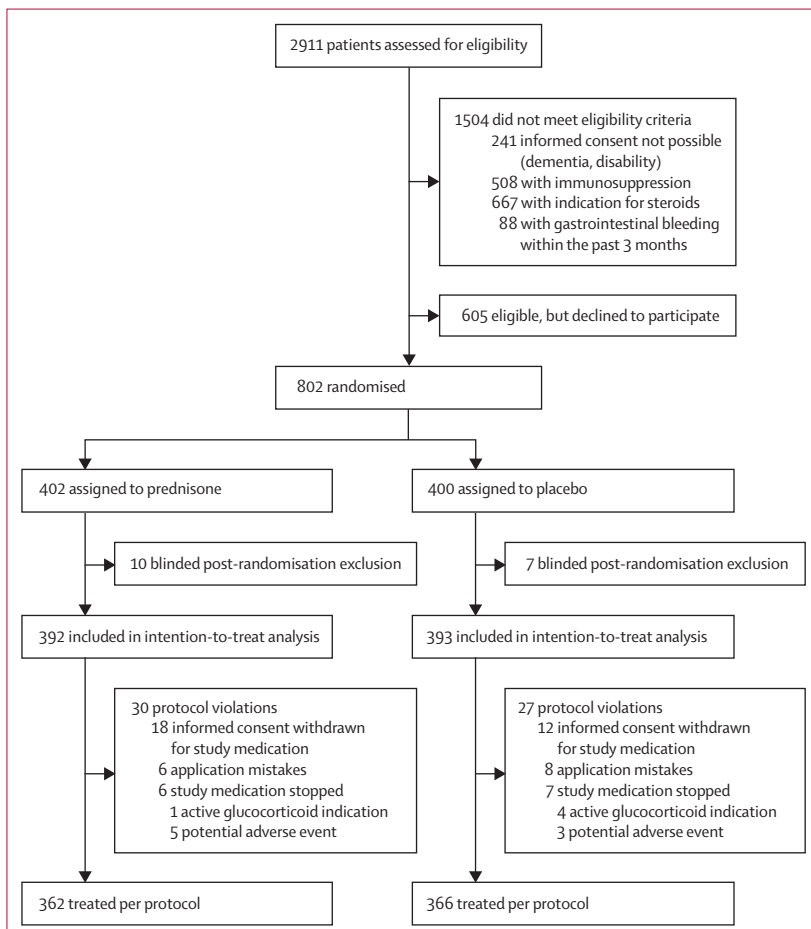 2911 patients assessed for eligibility
1504 did not meet eligibility criteria
241 informed consent not possible
(dementia, disability)
508 with immunosuppression
667 with indication for steroids
88 with gastrointestinal bleeding
within the past 3 months
605 eligible, but declined to participate
802 randomised
402 assigned to prednisone
400 assigned to placebo
10 blinded post-randomisation exclusion
7 blinded post-randomisation exclusion
392 included in intention-to-treat analysis
393 included in intention-to-treat analysis
30 protocol violations
18 informed consent withdrawn
for study medication
6 application mistakes
6 study medication stopped
1 active glucocorticoid indication
5 potential adverse event
27 protocol violations
12 informed consent withdrawn
for study medication
8 application mistakes
7 study medication stopped
4 active glucocorticoid indication
3 potential adverse event
362 treated per protocol
366 treated per protocol